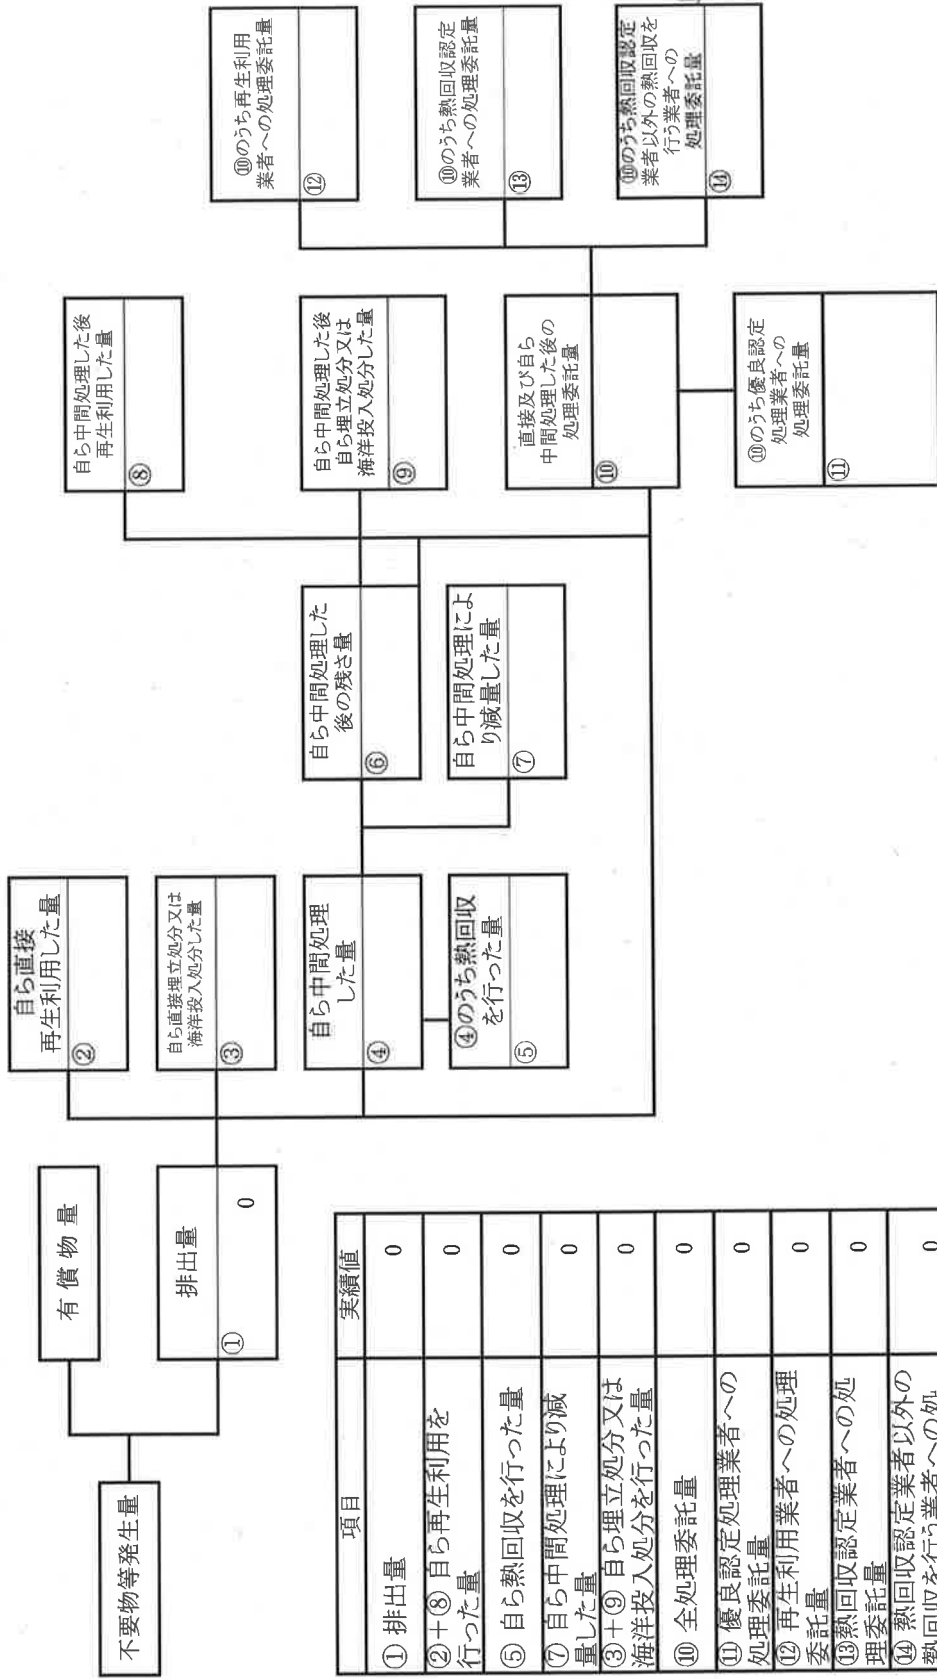 不要物等発生量
有償物量
排出量
①
0
自ら直接
再生利用した量
②
自ら直接埋立処分又は
海洋投入処分した量
③
自ら中間処理
した量
④
④のうち熱回収
を行った量
⑤
自ら中間処理した
後の残さ量
⑥
自ら中間処理によ
り減量した量
⑦
自ら中間処理した後
再生利用した量
⑧
自ら中間処理した後
自ら埋立処分又は
海洋投入処分した量
⑨
直接及び自ら
中間処理した後の
処理委託量
⑩
⑩のうち優良認定
処理業者への
処理委託量
⑪
⑩のうち再生利用
業者への処理委託量
⑫
⑩のうち熱回収認定
業者への処理委託量
⑬
⑩のうち熱回収認定
業者以外の熱回収を
行う業者への
処理委託量
⑭
項目 実績値
① 排出量 0
②+⑧ 自ら再生利用を
行った量 0
⑤ 自ら熱回収を行った量 0
⑦ 自ら中間処理により減
量した量 0
③+⑨ 自ら埋立処分又は
海洋投入処分を行った量 0
⑩ 全処理委託量 0
⑪ 優良認定処理業者への
処理委託量 0
⑫ 再生利用業者への処理
委託量 0
⑬熱回収認定業者への処
理委託量 0
⑭ 熱回収認定業者以外の
熱回収を行う業者への処 0